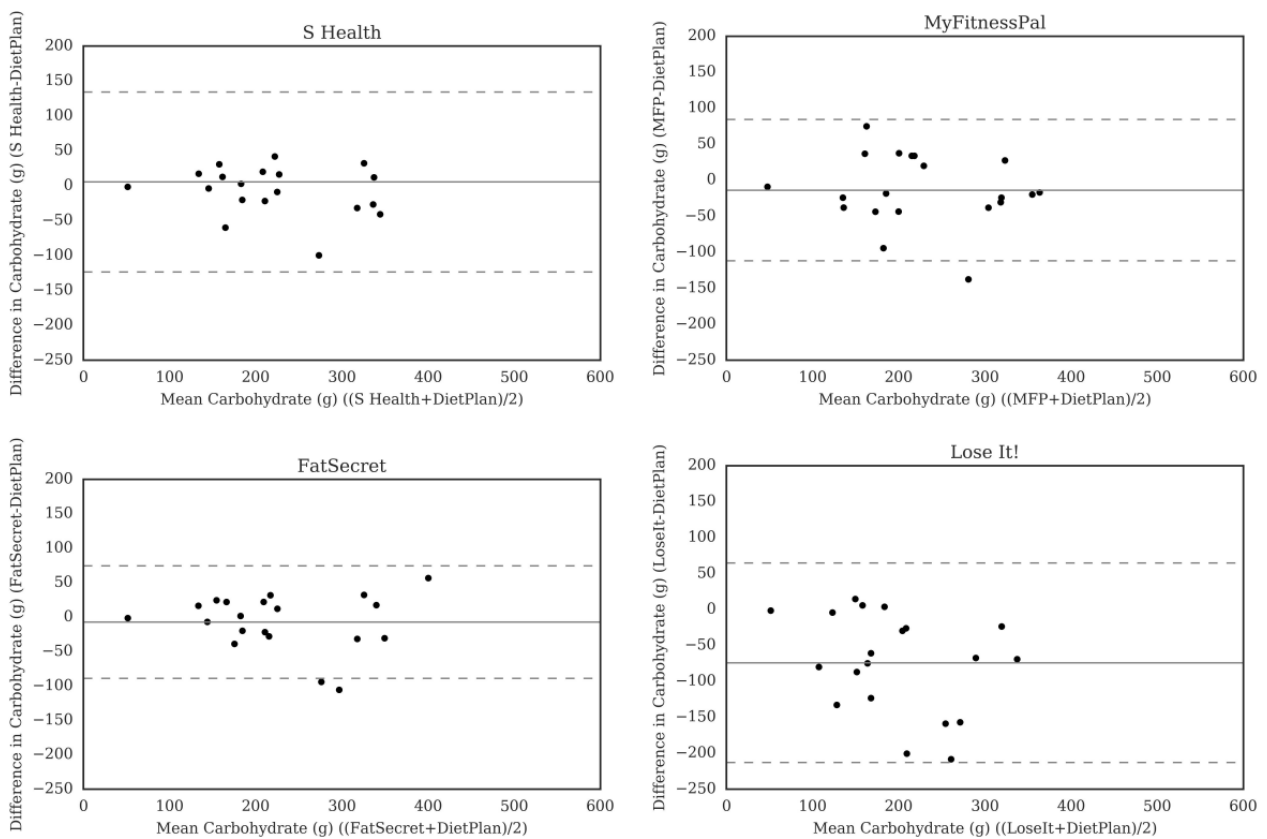 S Health
Difference in Carbohydrate (g) (S Health-DietPlan)
200
150
100
50
0
−50
−100
−150
−200
−250
0 100 200 300 400 500 600
Mean Carbohydrate (g) ((S Health+DietPlan)/2)
MyFitnessPal
Difference in Carbohydrate (g) (MFP-DietPlan)
200
150
100
50
0
−50
−100
−150
−200
−250
0 100 200 300 400 500 600
Mean Carbohydrate (g) ((MFP+DietPlan)/2)
FatSecret
Difference in Carbohydrate (g) (FatSecret-DietPlan)
200
150
100
50
0
−50
−100
−150
−200
−250
0 100 200 300 400 500 600
Mean Carbohydrate (g) ((FatSecret+DietPlan)/2)
Lose It!
Difference in Carbohydrate (g) (LoseIt-DietPlan)
200
150
100
50
0
−50
−100
−150
−200
−250
0 100 200 300 400 500 600
Mean Carbohydrate (g) ((LoseIt+DietPlan)/2)